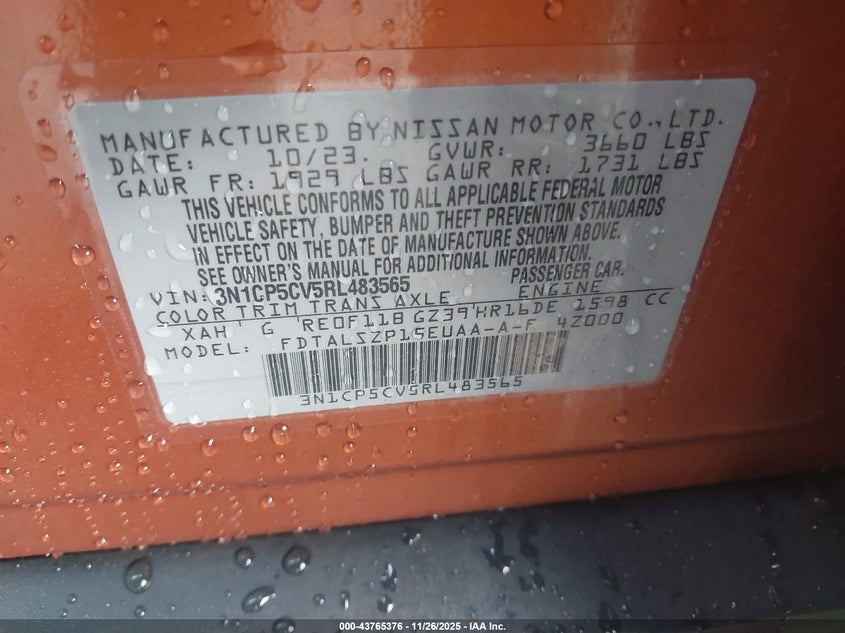 MANUFACTURED BY NISSAN MOTOR CO., LTD.
DATE: 10/23. GVWR: 3660 LBS
GAWR FR: 1929 LBS GAWR RR: 1731 LBS
THIS VEHICLE CONFORMS TO ALL APPLICABLE FEDERAL MOTOR
VEHICLE SAFETY, BUMPER AND THEFT PREVENTION STANDARDS
IN EFFECT ON THE DATE OF MANUFACTURE SHOWN ABOVE.
SEE OWNER'S MANUAL FOR ADDITIONAL INFORMATION.
VIN: 3N1CP5CV5RL483565 PASSENGER CAR.
COLOR TRIM TRANS AXLE ENGINE
XAH G RE0F11B GZ39 HR16DE 1598 CC
MODEL: FDTALSZP15EUAA-A-F 4Z000
3N1CP5CV5RL483565
000-43765376 | 11/26/2025 - IAA Inc.